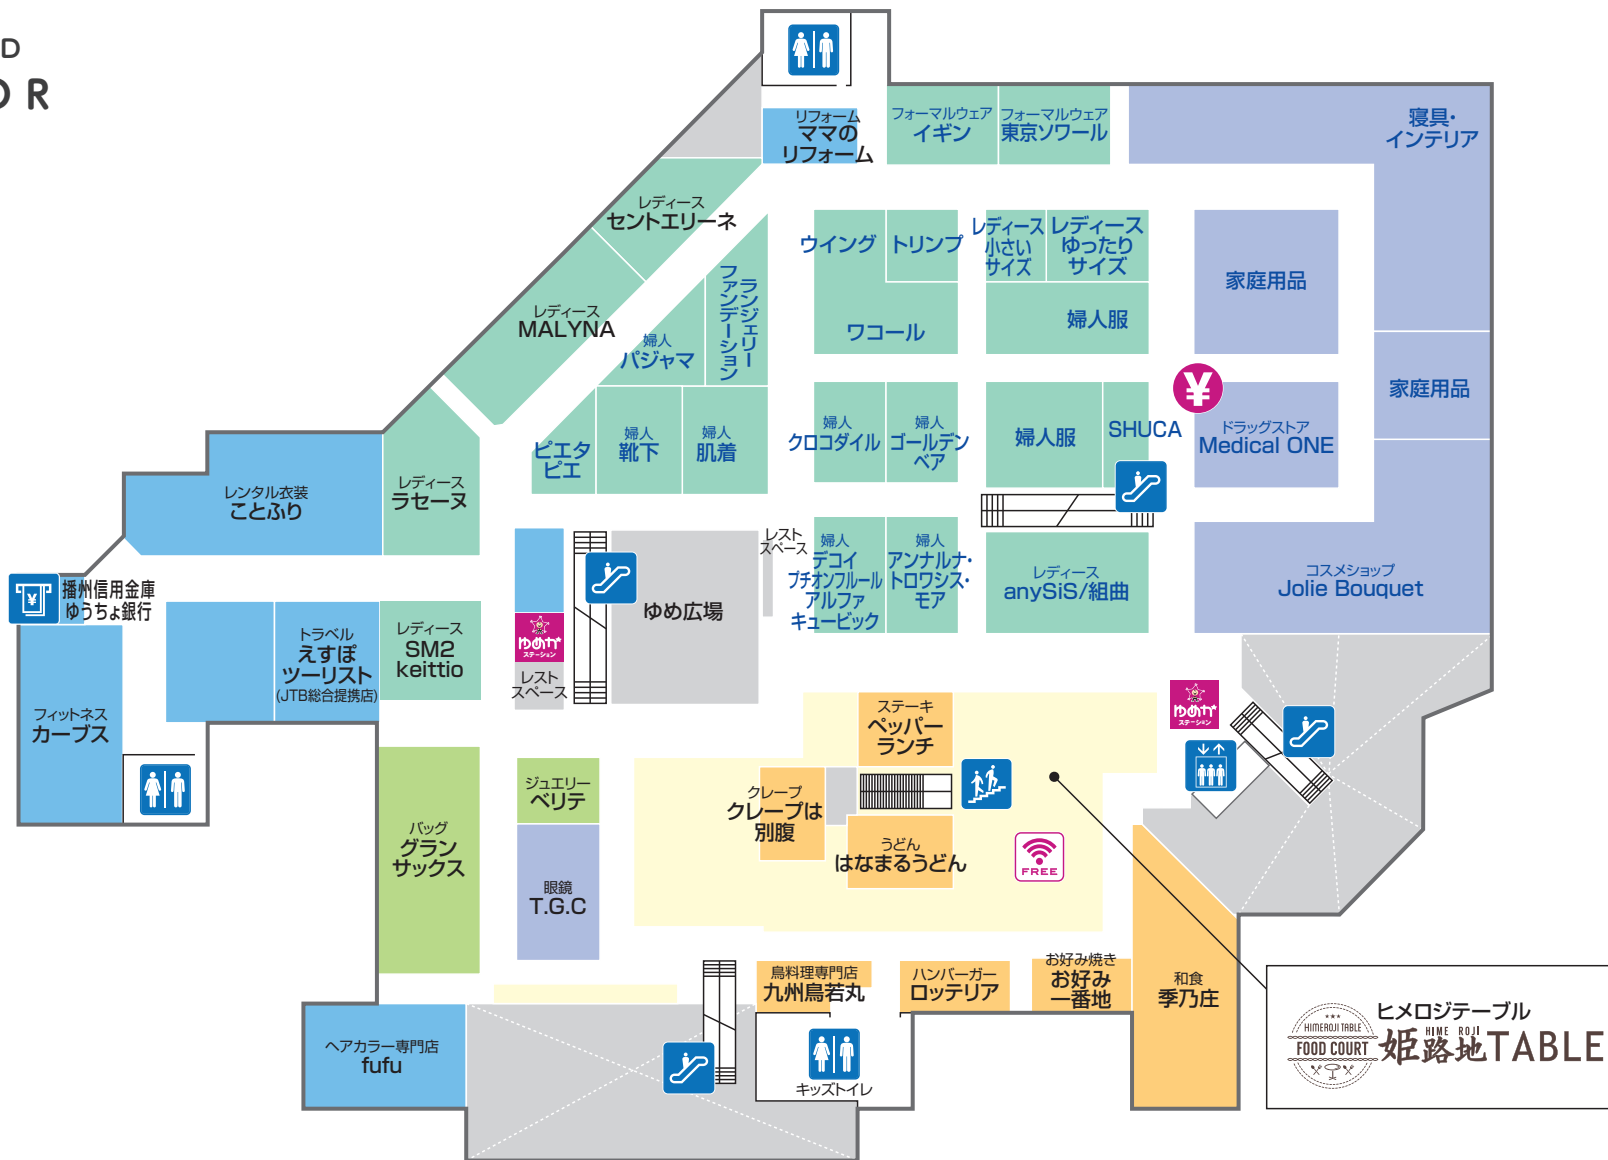 D
OR
リフォーム
ママの
リフォーム
フォーマルウェア
イギン
フォーマルウェア
東京ソワール
寝具・
インテリア
レディース
セントエリーネ
レディース
MALYNA
婦人
パジャマ
ランジェリー
ファンデーション
ウイング
トリンプ
ワコール
レディース
小さい
サイズ
レディース
ゆったり
サイズ
婦人服
家庭用品
家庭用品
ピエタ
ピエ
婦人
靴下
婦人
肌着
婦人
クロコダイル
婦人
ゴールデン
ベア
婦人服
SHUCA
¥
ドラッグストア
Medical ONE
レンタル衣装
ことふり
レディース
ラセーヌ
¥
播州信用金庫
ゆうちょ銀行
ゆめ広場
レスト
スペース
婦人
デコイ
プチオンフルール
アルファ
キュービック
婦人
アンナルナ・
トロワシス・
モア
レディース
anySiS/組曲
コスメショップ
Jolie Bouquet
トラベル
えすぽ
ツーリスト
(JTB総合提携店)
レディース
SM2
keittio
ゆめか
ステーション
レスト
スペース
フィットネス
カーブス
ステーキ
ペッパー
ランチ
ゆめか
ステーション
ジュエリー
ベリテ
クレープ
クレープは
別腹
うどん
はなまるうどん
FREE
バッグ
グラン
サックス
眼鏡
T.G.C
鳥料理専門店
九州鳥若丸
ハンバーガー
ロッテリア
お好み焼き
お好み
一番地
和食
季乃庄
ヘアカラー専門店
fufu
キッズトイレ
HIMEROJI TABLE
FOOD COURT
ヒメロジテーブル
HIME ROJI
姫路地TABLE